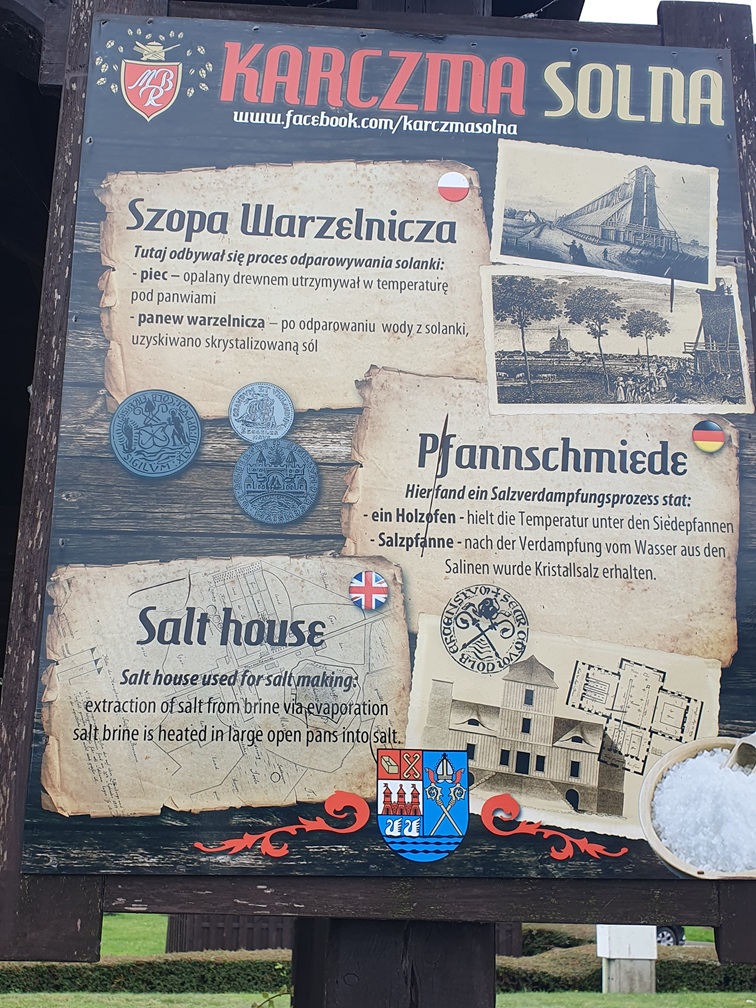 MBR
KARCZMA SOLNA
www.facebook.com/karczmasolna
Szopa Warzelnicza
Tutaj odbywał się proces odparowywania solanki:
- piec – opalany drewnem utrzymywał w temperaturę
pod panwiami
- panew warzelnicza – po odparowaniu wody z solanki,
uzyskiwano skrystalizowaną sól
Pfannschmiede
Hier fand ein Salzverdampfungsprozess stat:
- ein Holzofen - hielt die Temperatur unter den Siedepfannen
- Salzpfanne - nach der Verdampfung vom Wasser aus den
Salinen wurde Kristallsalz erhalten.
Salt house
Salt house used for salt making:
extraction of salt from brine via evaporation
salt brine is heated in large open pans into salt.